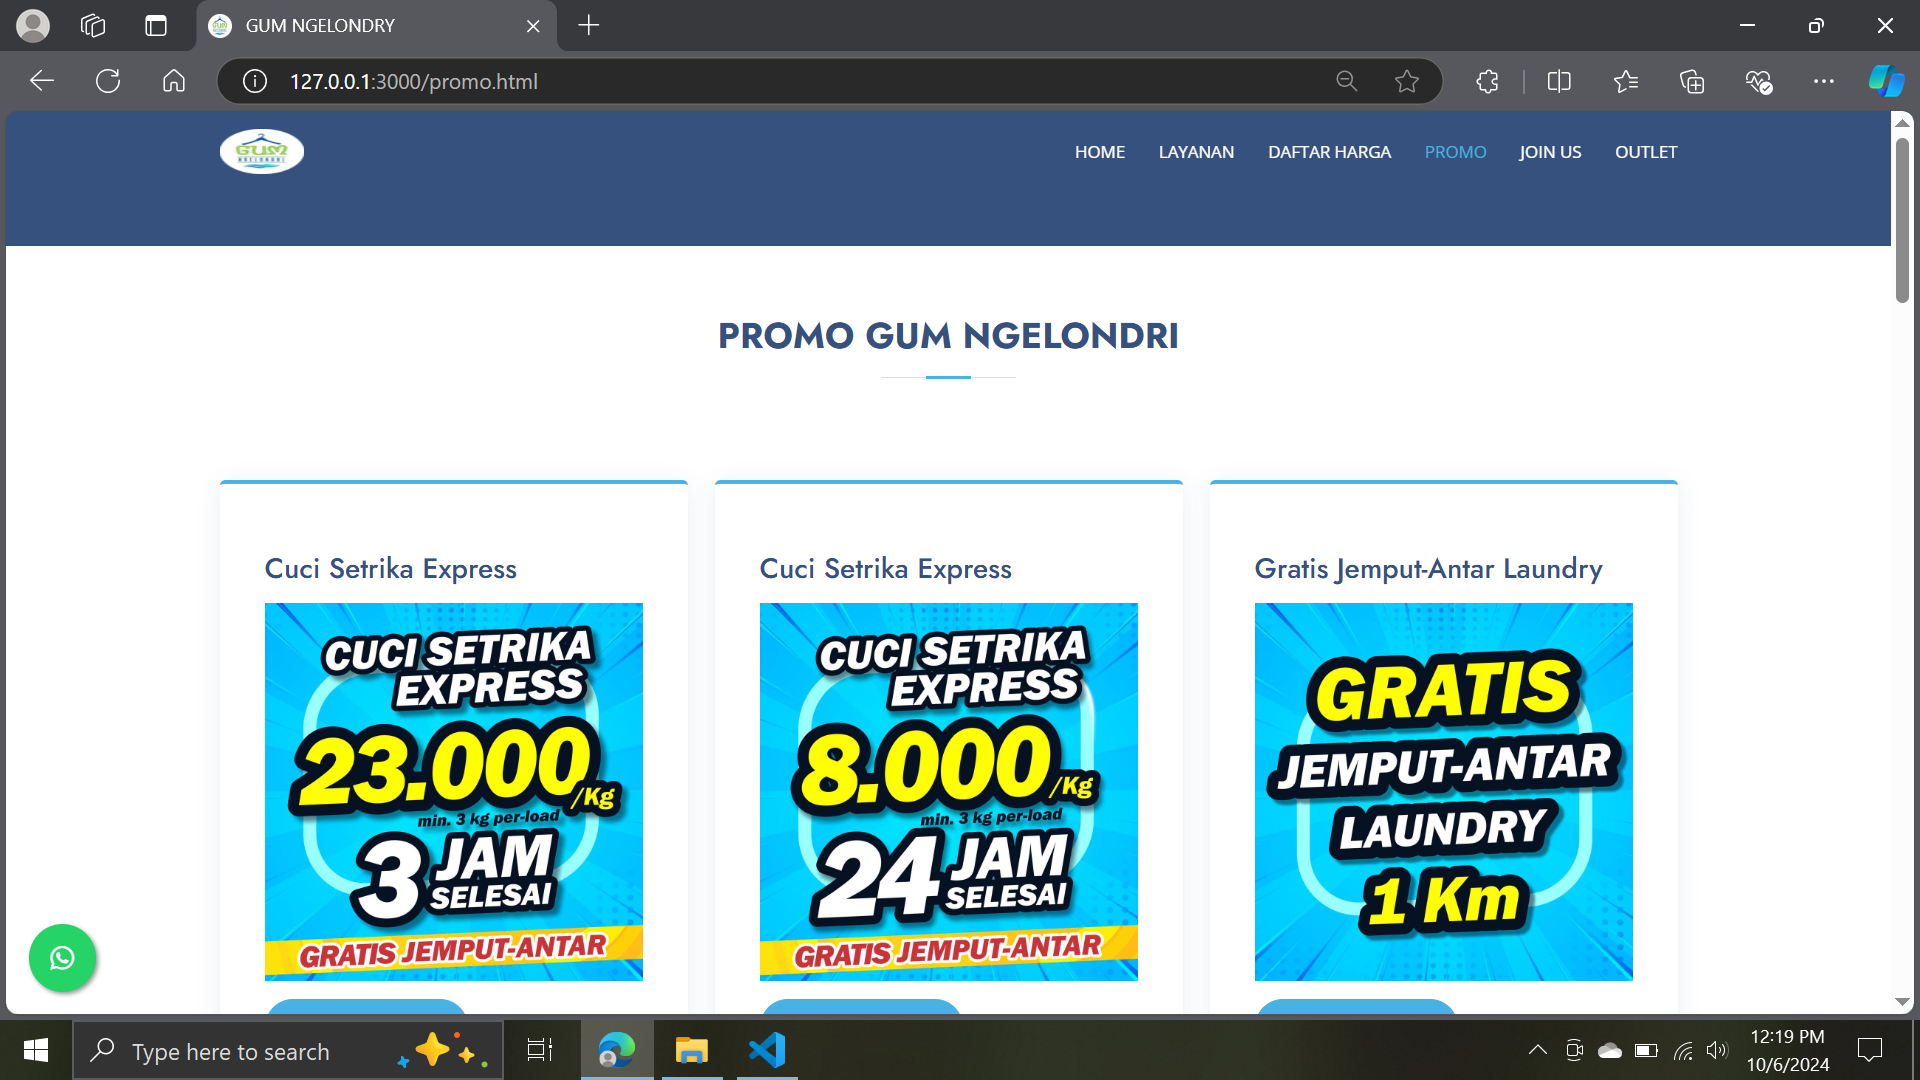 GUM NGELONDRY
127.0.0.1:3000/promo.html
GUM
NGELONDRI
HOME LAYANAN DAFTAR HARGA PROMO JOIN US OUTLET
PROMO GUM NGELONDRI
Cuci Setrika Express
CUCI SETRIKA
EXPRESS
23.000/Kg
min. 3 kg per-load
3 JAM
SELESAI
GRATIS JEMPUT-ANTAR
Cuci Setrika Express
CUCI SETRIKA
EXPRESS
8.000/Kg
min. 3 kg per-load
24 JAM
SELESAI
GRATIS JEMPUT-ANTAR
Gratis Jemput-Antar Laundry
GRATIS
JEMPUT-ANTAR
LAUNDRY
1 Km
Type here to search
12:19 PM
10/6/2024